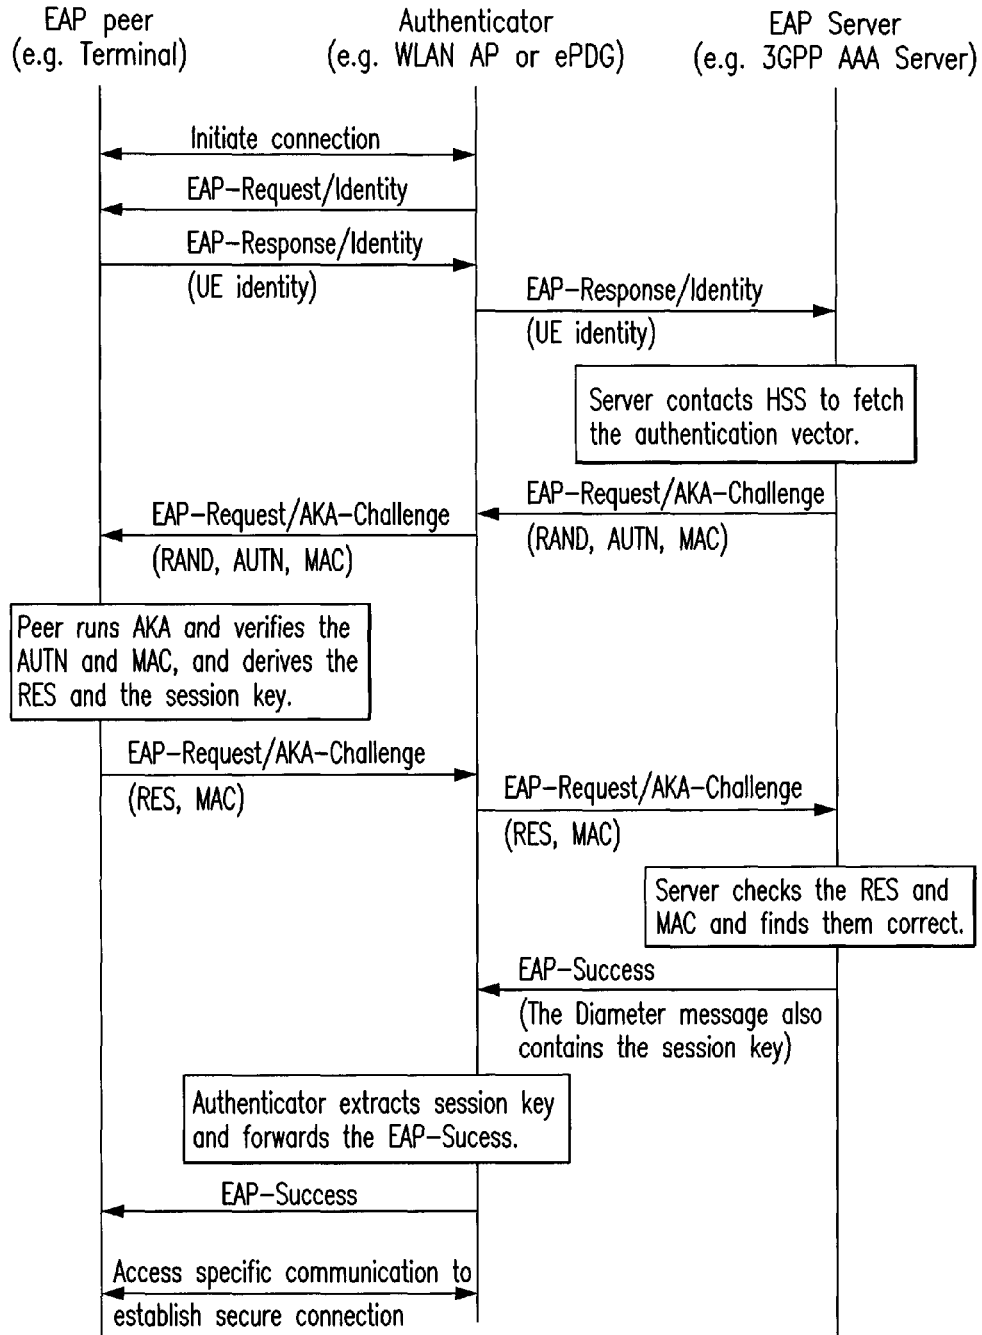 EAP peer
(e.g. Terminal)
Authenticator
(e.g. WLAN AP or ePDG)
EAP Server
(e.g. 3GPP AAA Server)
Initiate connection
EAP-Request/Identity
EAP-Response/Identity
(UE identity)
EAP-Response/Identity
(UE identity)
Server contacts HSS to fetch
the authentication vector.
EAP-Request/AKA-Challenge
(RAND, AUTN, MAC)
EAP-Request/AKA-Challenge
(RAND, AUTN, MAC)
Peer runs AKA and verifies the
AUTN and MAC, and derives the
RES and the session key.
EAP-Request/AKA-Challenge
(RES, MAC)
EAP-Request/AKA-Challenge
(RES, MAC)
Server checks the RES and
MAC and finds them correct.
EAP-Success
(The Diameter message also
contains the session key)
Authenticator extracts session key
and forwards the EAP-Sucess.
EAP-Success
Access specific communication to
establish secure connection